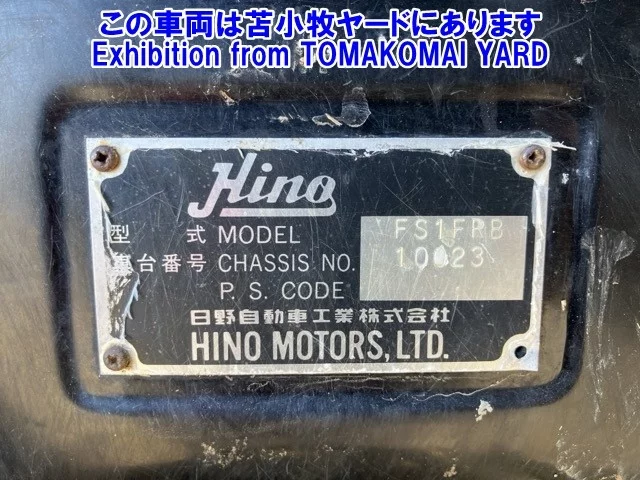 この車両は苫小牧ヤードにあります
Exhibition from TOMAKOMAI YARD
Hino
型 式 MODEL FS1FRB
車台番号 CHASSIS NO. 10023
P. S. CODE
日野自動車工業株式会社
HINO MOTORS, LTD.